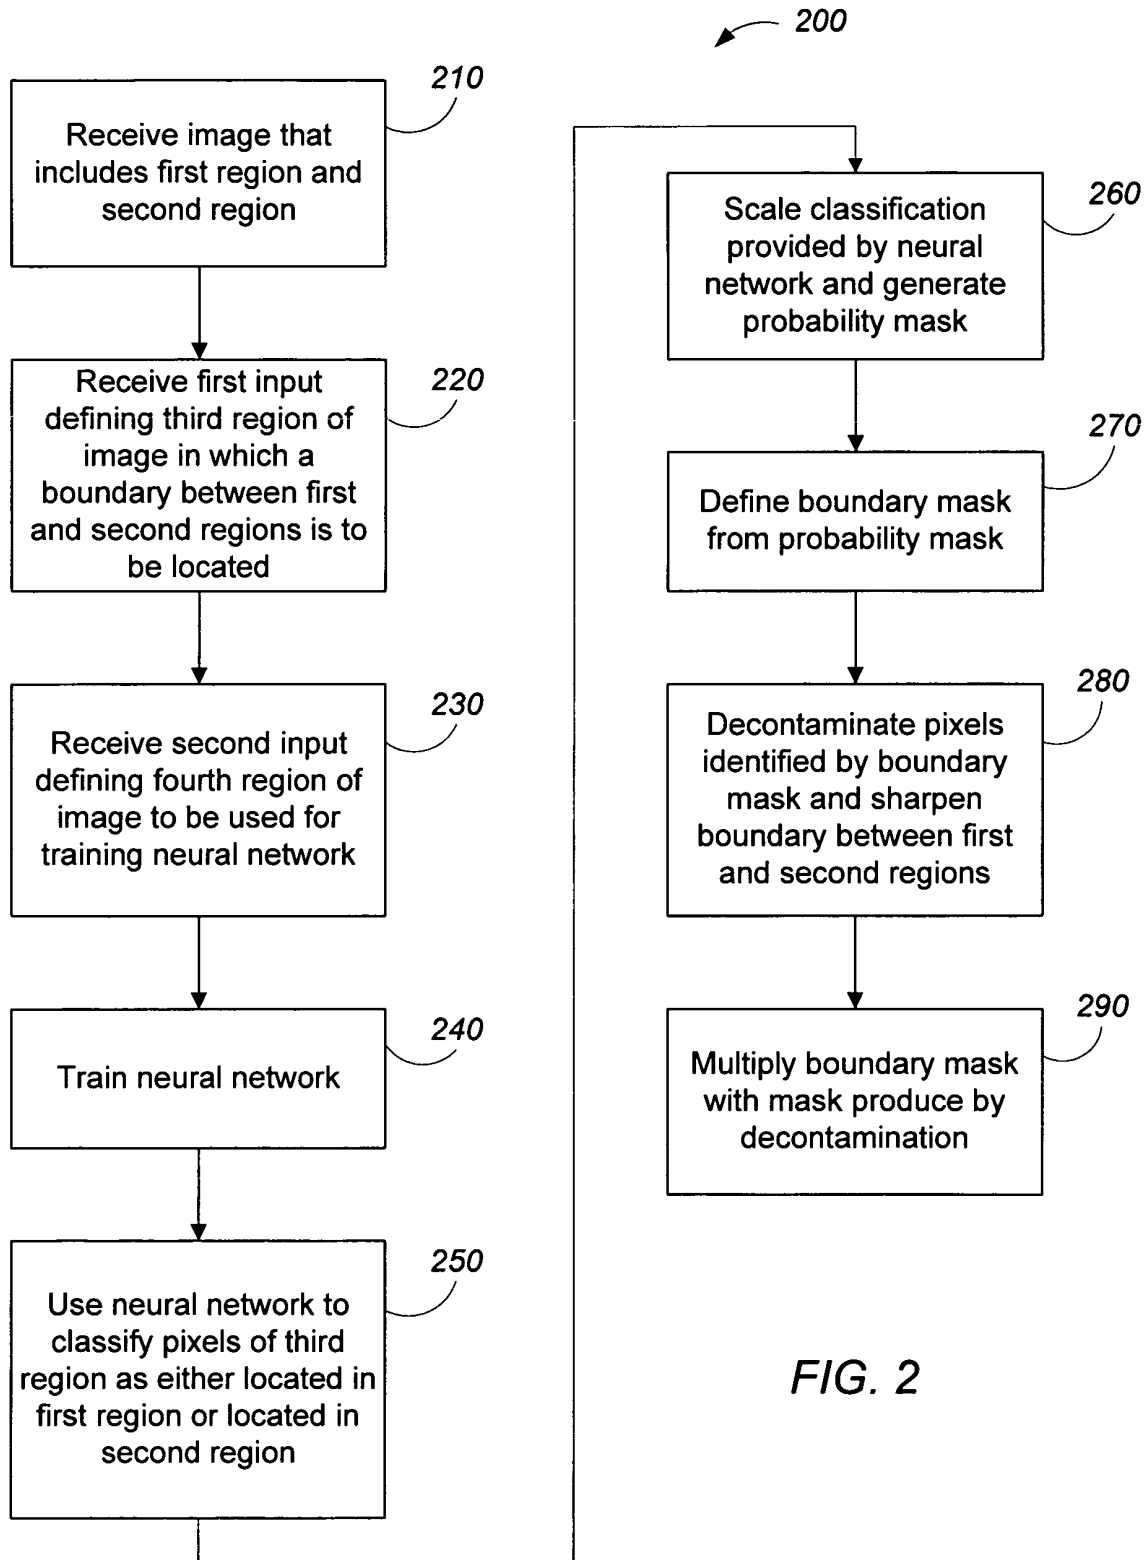 200
210
Receive image that
includes first region and
second region
220
Receive first input
defining third region of
image in which a
boundary between first
and second regions is to
be located
230
Receive second input
defining fourth region of
image to be used for
training neural network
240
Train neural network
250
Use neural network to
classify pixels of third
region as either located in
first region or located in
second region
260
Scale classification
provided by neural
network and generate
probability mask
270
Define boundary mask
from probability mask
280
Decontaminate pixels
identified by boundary
mask and sharpen
boundary between first
and second regions
290
Multiply boundary mask
with mask produce by
decontamination
FIG. 2